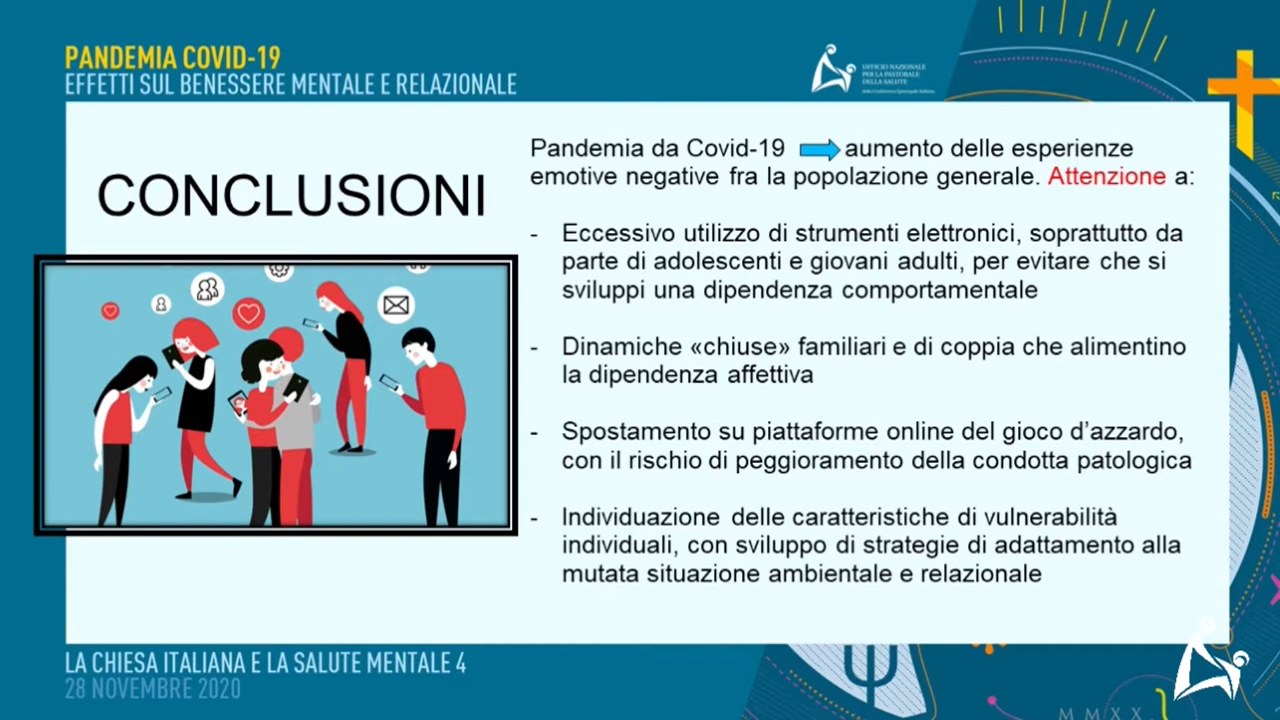 PANDEMIA COVID-19
EFFETTI SUL BENESSERE MENTALE E RELAZIONALE
UFFICIO NAZIONALE
PER LA PASTORALE
DELLA SALUTE
della Conferenza Episcopale Italiana
CONCLUSIONI
Pandemia da Covid-19 aumento delle esperienze
emotive negative fra la popolazione generale. Attenzione a:
- Eccessivo utilizzo di strumenti elettronici, soprattutto da
parte di adolescenti e giovani adulti, per evitare che si
sviluppi una dipendenza comportamentale
- Dinamiche «chiuse» familiari e di coppia che alimentino
la dipendenza affettiva
- Spostamento su piattaforme online del gioco d’azzardo,
con il rischio di peggioramento della condotta patologica
- Individuazione delle caratteristiche di vulnerabilità
individuali, con sviluppo di strategie di adattamento alla
mutata situazione ambientale e relazionale
LA CHIESA ITALIANA E LA SALUTE MENTALE 4
28 NOVEMBRE 2020
MMXX